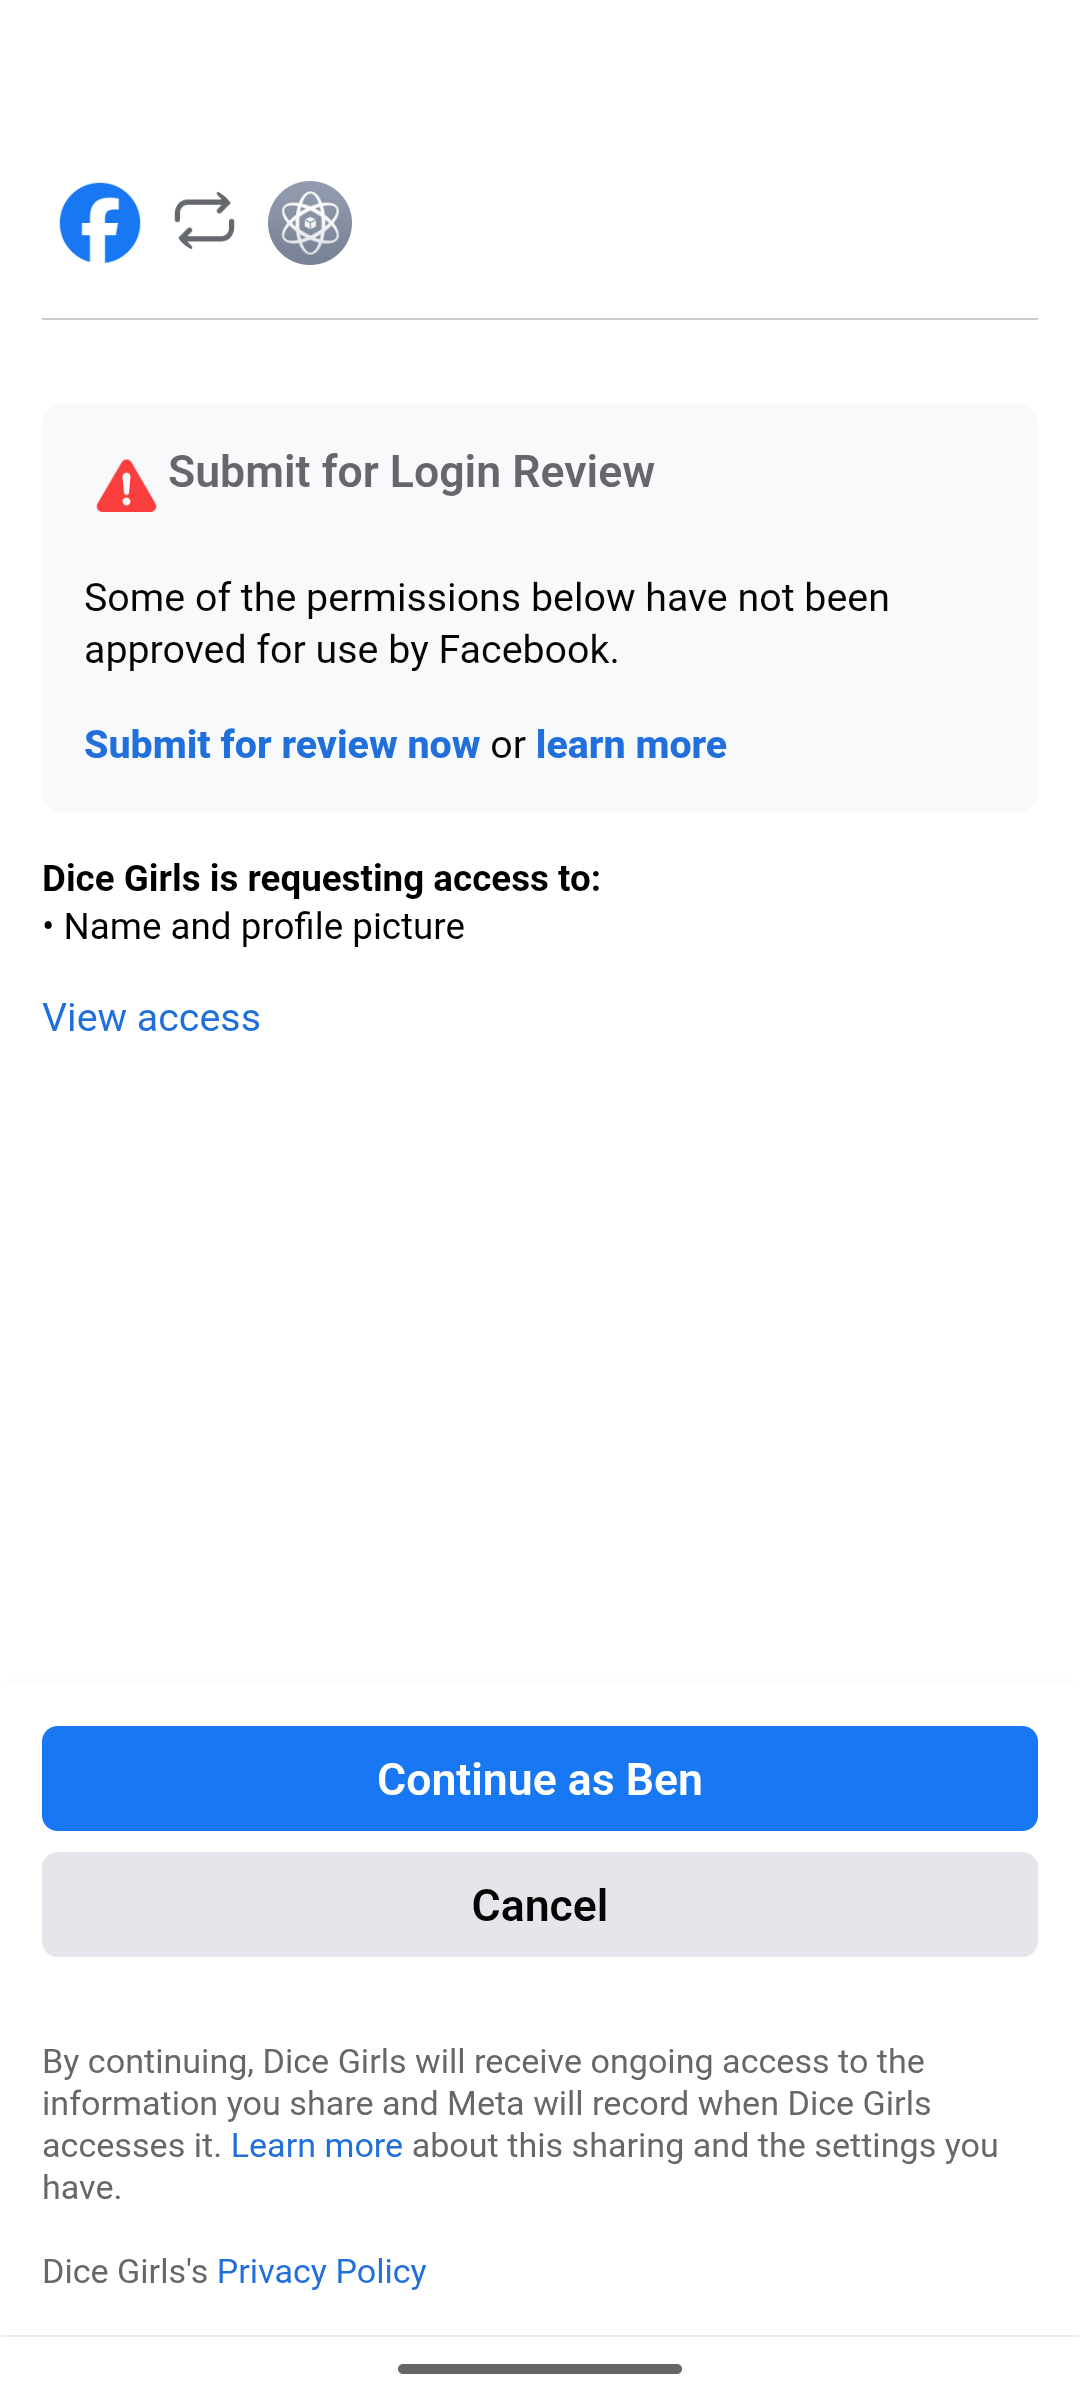 Submit for Login Review
Some of the permissions below have not been
approved for use by Facebook.
Submit for review now or learn more
Dice Girls is requesting access to:
• Name and profile picture
View access
Continue as Ben
Cancel
By continuing, Dice Girls will receive ongoing access to the
information you share and Meta will record when Dice Girls
accesses it. Learn more about this sharing and the settings you
have.
Dice Girls's Privacy Policy